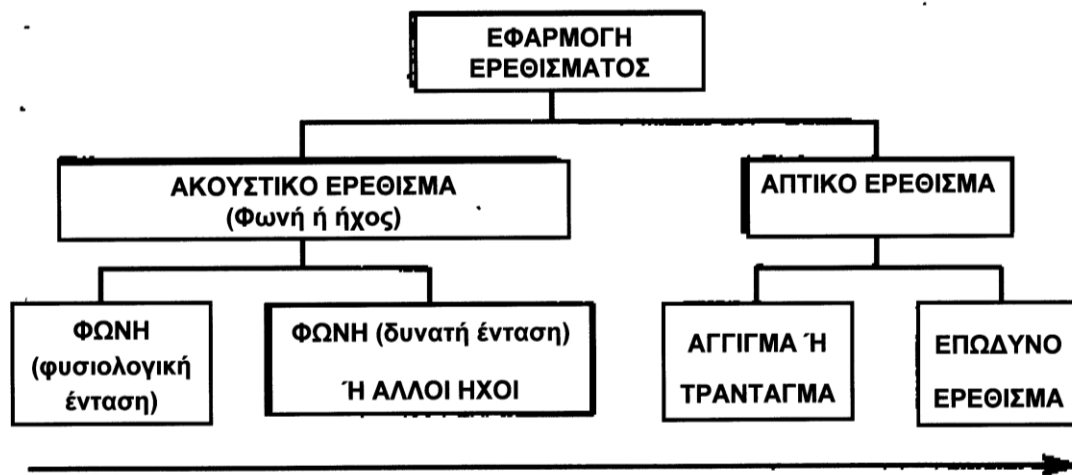 ΕΦΑΡΜΟΓΗ
ΕΡΕΘΙΣΜΑΤΟΣ
ΑΚΟΥΣΤΙΚΟ ΕΡΕΘΙΣΜΑ
(Φωνή ή ήχος)
ΑΠΤΙΚΟ ΕΡΕΘΙΣΜΑ
ΦΩΝΗ
(φυσιολογική
ένταση)
ΦΩΝΗ (δυνατή ένταση)
Ή ΑΛΛΟΙ ΗΧΟΙ
ΑΓΓΙΓΜΑ Ή
ΤΡΑΝΤΑΓΜΑ
ΕΠΩΔΥΝΟ
ΕΡΕΘΙΣΜΑ